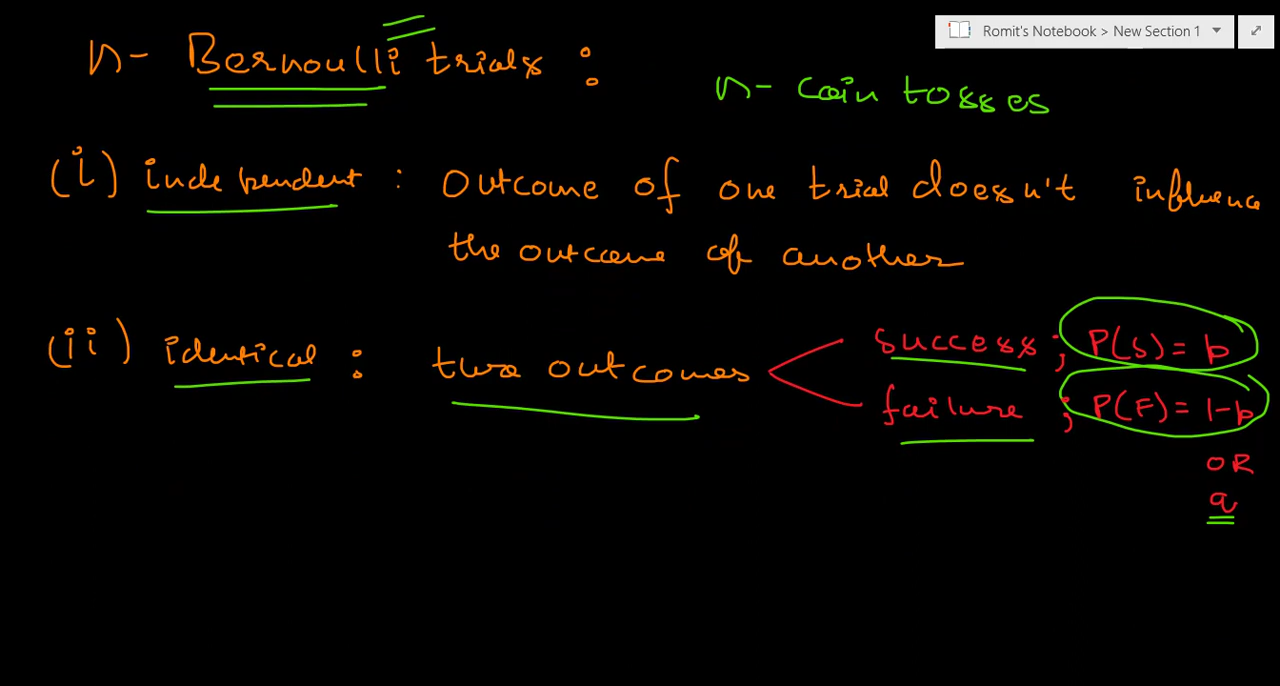 Romit's Notebook > New Section 1
n- Bernoulli trials :
n- coin tosses
(i) independent : outcome of one trial doesn't influence
the outcome of another
(ii) identical : two outcomes
success ; P(S) = p
failure ; P(F) = 1-p
OR
q